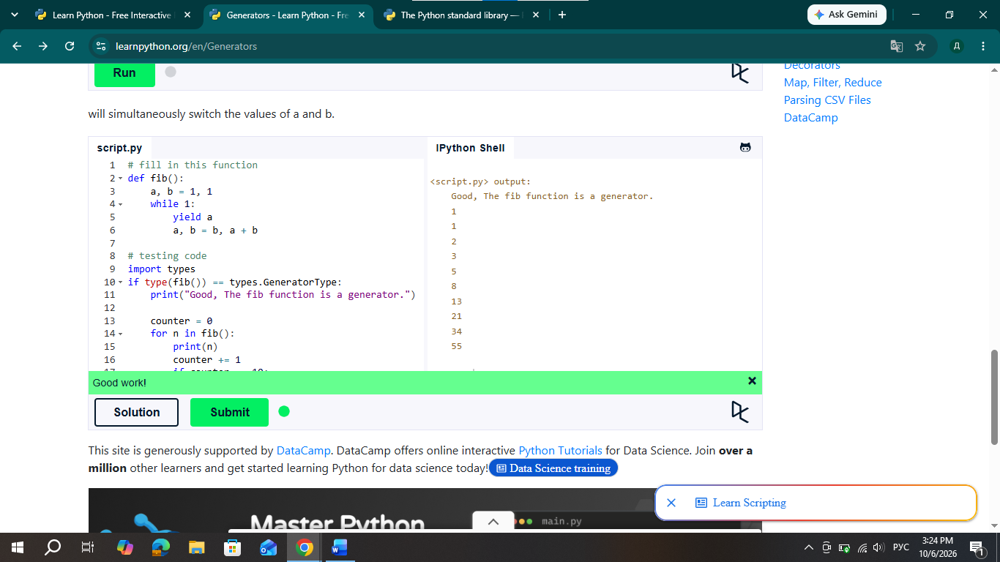 Learn Python - Free Interactive
Generators - Learn Python - Fre
The Python standard library —
Ask Gemini
learnpython.org/en/Generators
Д
Decorators
Map, Filter, Reduce
Parsing CSV Files
DataCamp
Run
will simultaneously switch the values of a and b.
script.py
IPython Shell
1 # fill in this function
2 def fib():
3 a, b = 1, 1
4 while 1:
5 yield a
6 a, b = b, a + b
7
8 # testing code
9 import types
10 if type(fib()) == types.GeneratorType:
11 print("Good, The fib function is a generator.")
12
13 counter = 0
14 for n in fib():
15 print(n)
16 counter += 1
<script.py> output:
Good, The fib function is a generator.
1
1
2
3
5
8
13
21
34
55
Good work!
Solution
Submit
This site is generously supported by DataCamp. DataCamp offers online interactive Python Tutorials for Data Science. Join over a
million other learners and get started learning Python for data science today! Data Science training
Master Python
main.py
Learn Scripting
РУС
3:24 PM
10/6/2026
1